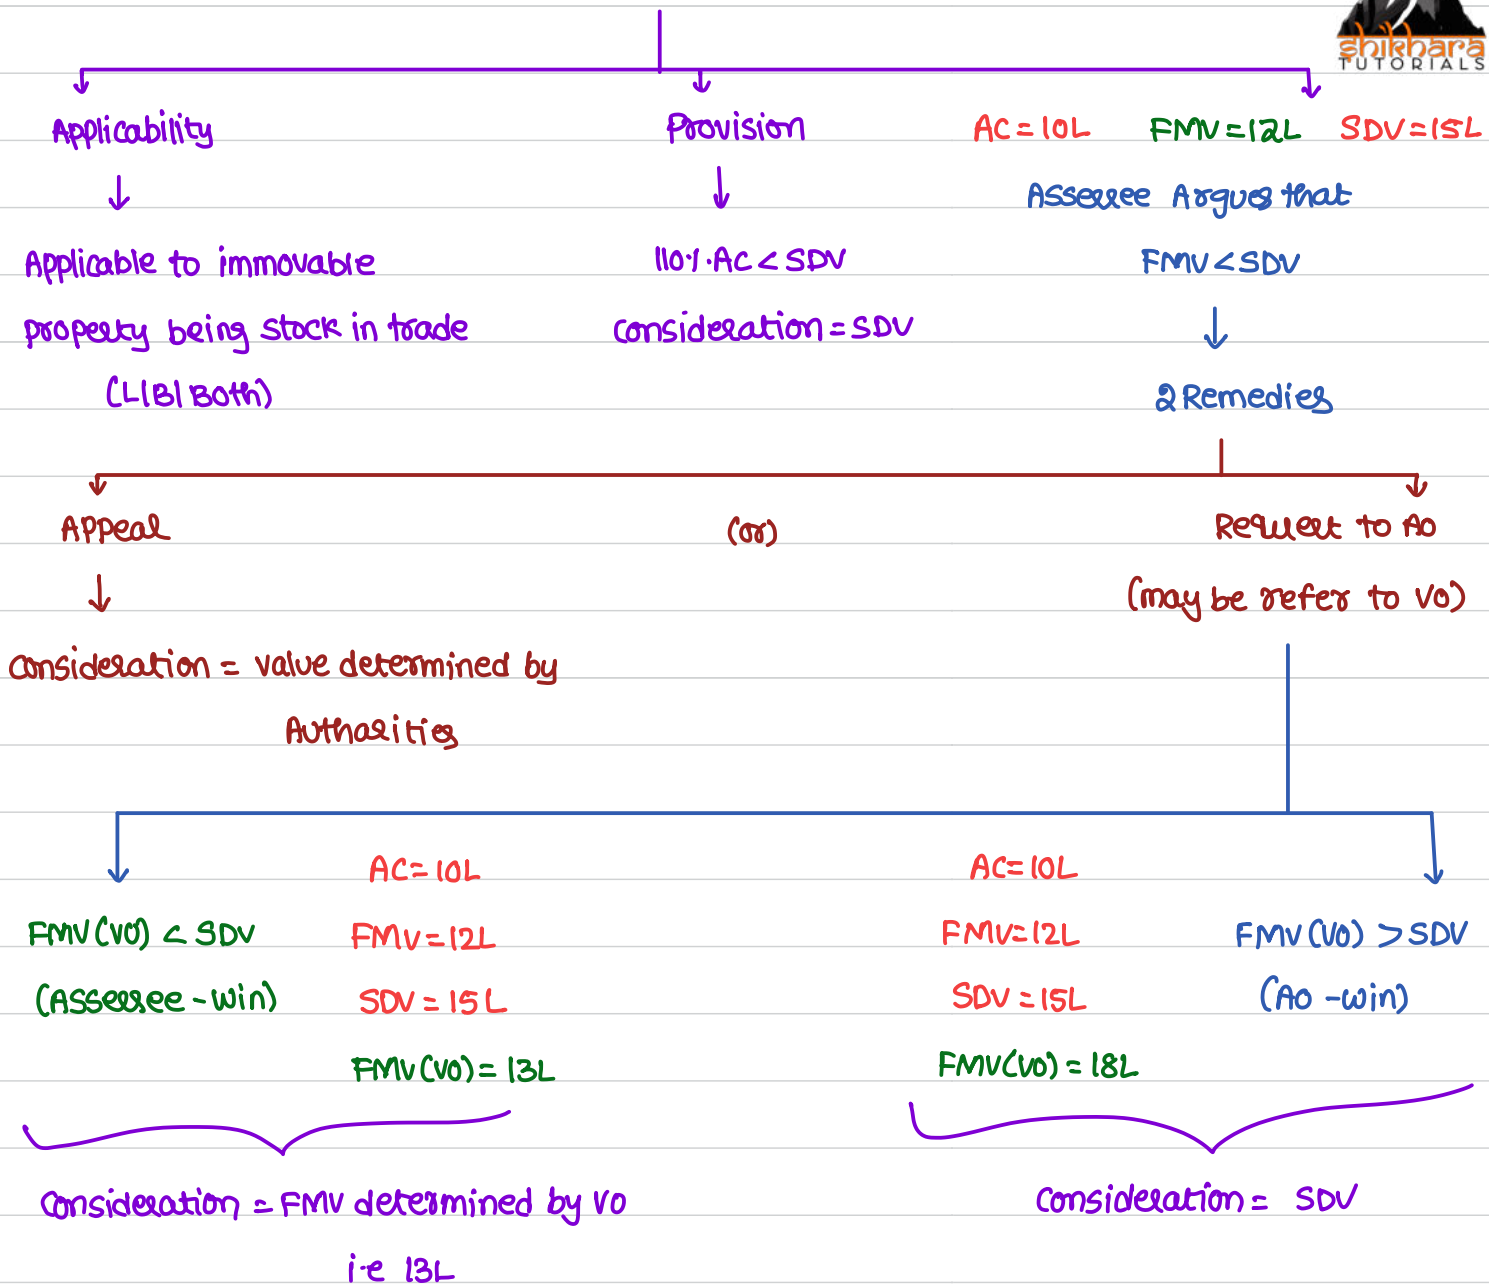 shikhara
TUTORIALS
Applicability
Provision
AC = 10L FMV = 12L SDV = 15L
Assessee Argues that
Applicable to immovable
110%. AC < SDV
FMV < SDV
property being stock in trade
consideration = SDV
(L/B/Both)
2 Remedies
Appeal
(or)
Request to AO
(may be refer to VO)
consideration = value determined by
Authorities
AC = 10L
AC = 10L
FMV(VO) < SDV
FMV = 12L
FMV = 12L
FMV(VO) > SDV
(Assessee - win)
SDV = 15L
SDV = 15L
(AO - win)
FMV(VO) = 13L
FMV(VO) = 18L
consideration = FMV determined by VO
consideration = SDV
i.e 13L